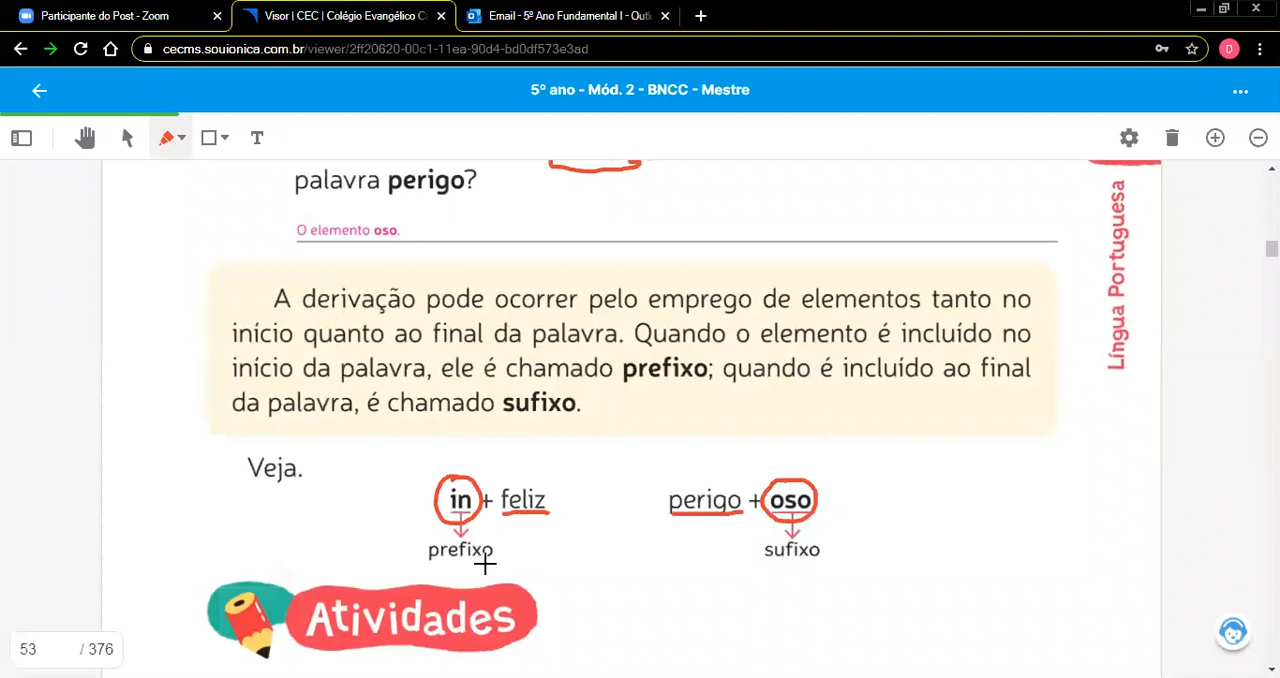 Participante do Post - Zoom
Visor | CEC | Colégio Evangélico Ca
Email - 5º Ano Fundamental I - Outl
cecms.souionica.com.br/viewer/2ff20620-00c1-11ea-90d4-bd0df573e3ad
D
5º ano - Mód. 2 - BNCC - Mestre
T
palavra perigo?
O elemento oso.
Língua Portuguesa
A derivação pode ocorrer pelo emprego de elementos tanto no
início quanto ao final da palavra. Quando o elemento é incluído no
início da palavra, ele é chamado prefixo; quando é incluído ao final
da palavra, é chamado sufixo.
Veja.
in + feliz
perigo + oso
prefixo
sufixo
Atividades
53 / 376